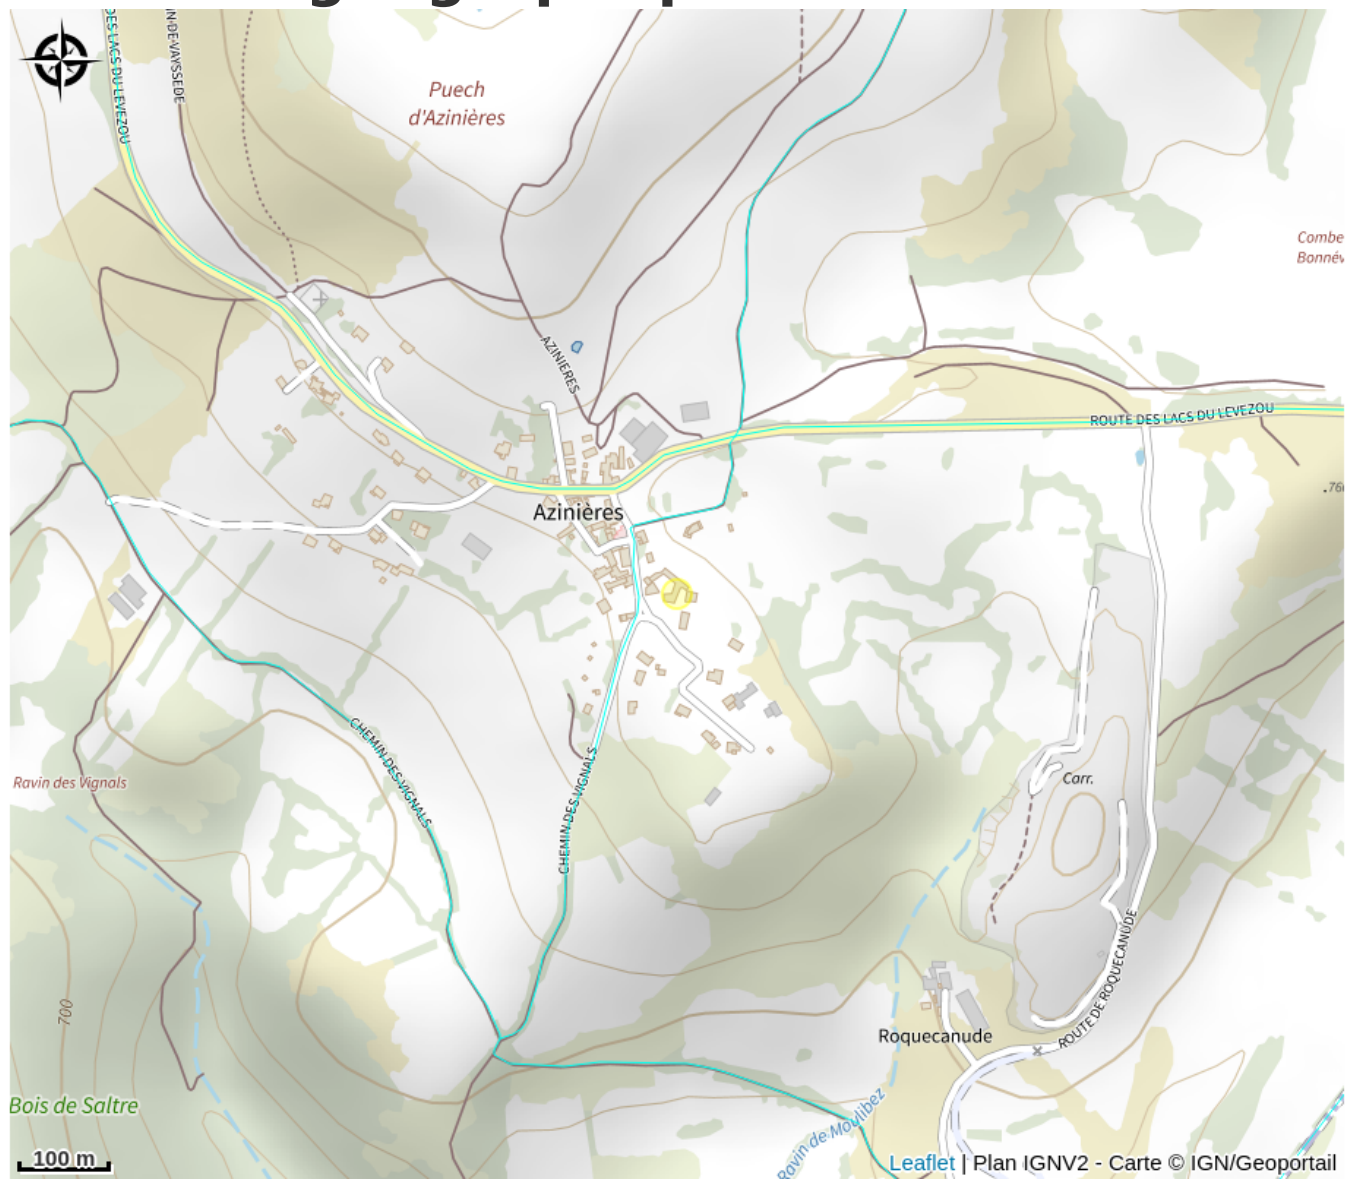 DES LACS DU LEVEZOU
N-DE-VAYSSEDE
Puech
d'Azinières
Combe
Bonnév
AZINIERES
ROUTE DES LACS DU LEVEZOU
Azinières
.76
CHEMIN DES VIGNALS
CHEMIN DES VIGNALS
Ravin des Vignals
Carr.
700
ROUTE DE ROQUECANUDE
Roquecanude
Bois de Saltre
Ravin de Moulibez
100 m
Leaflet | Plan IGNV2 - Carte © IGN/Geoportail